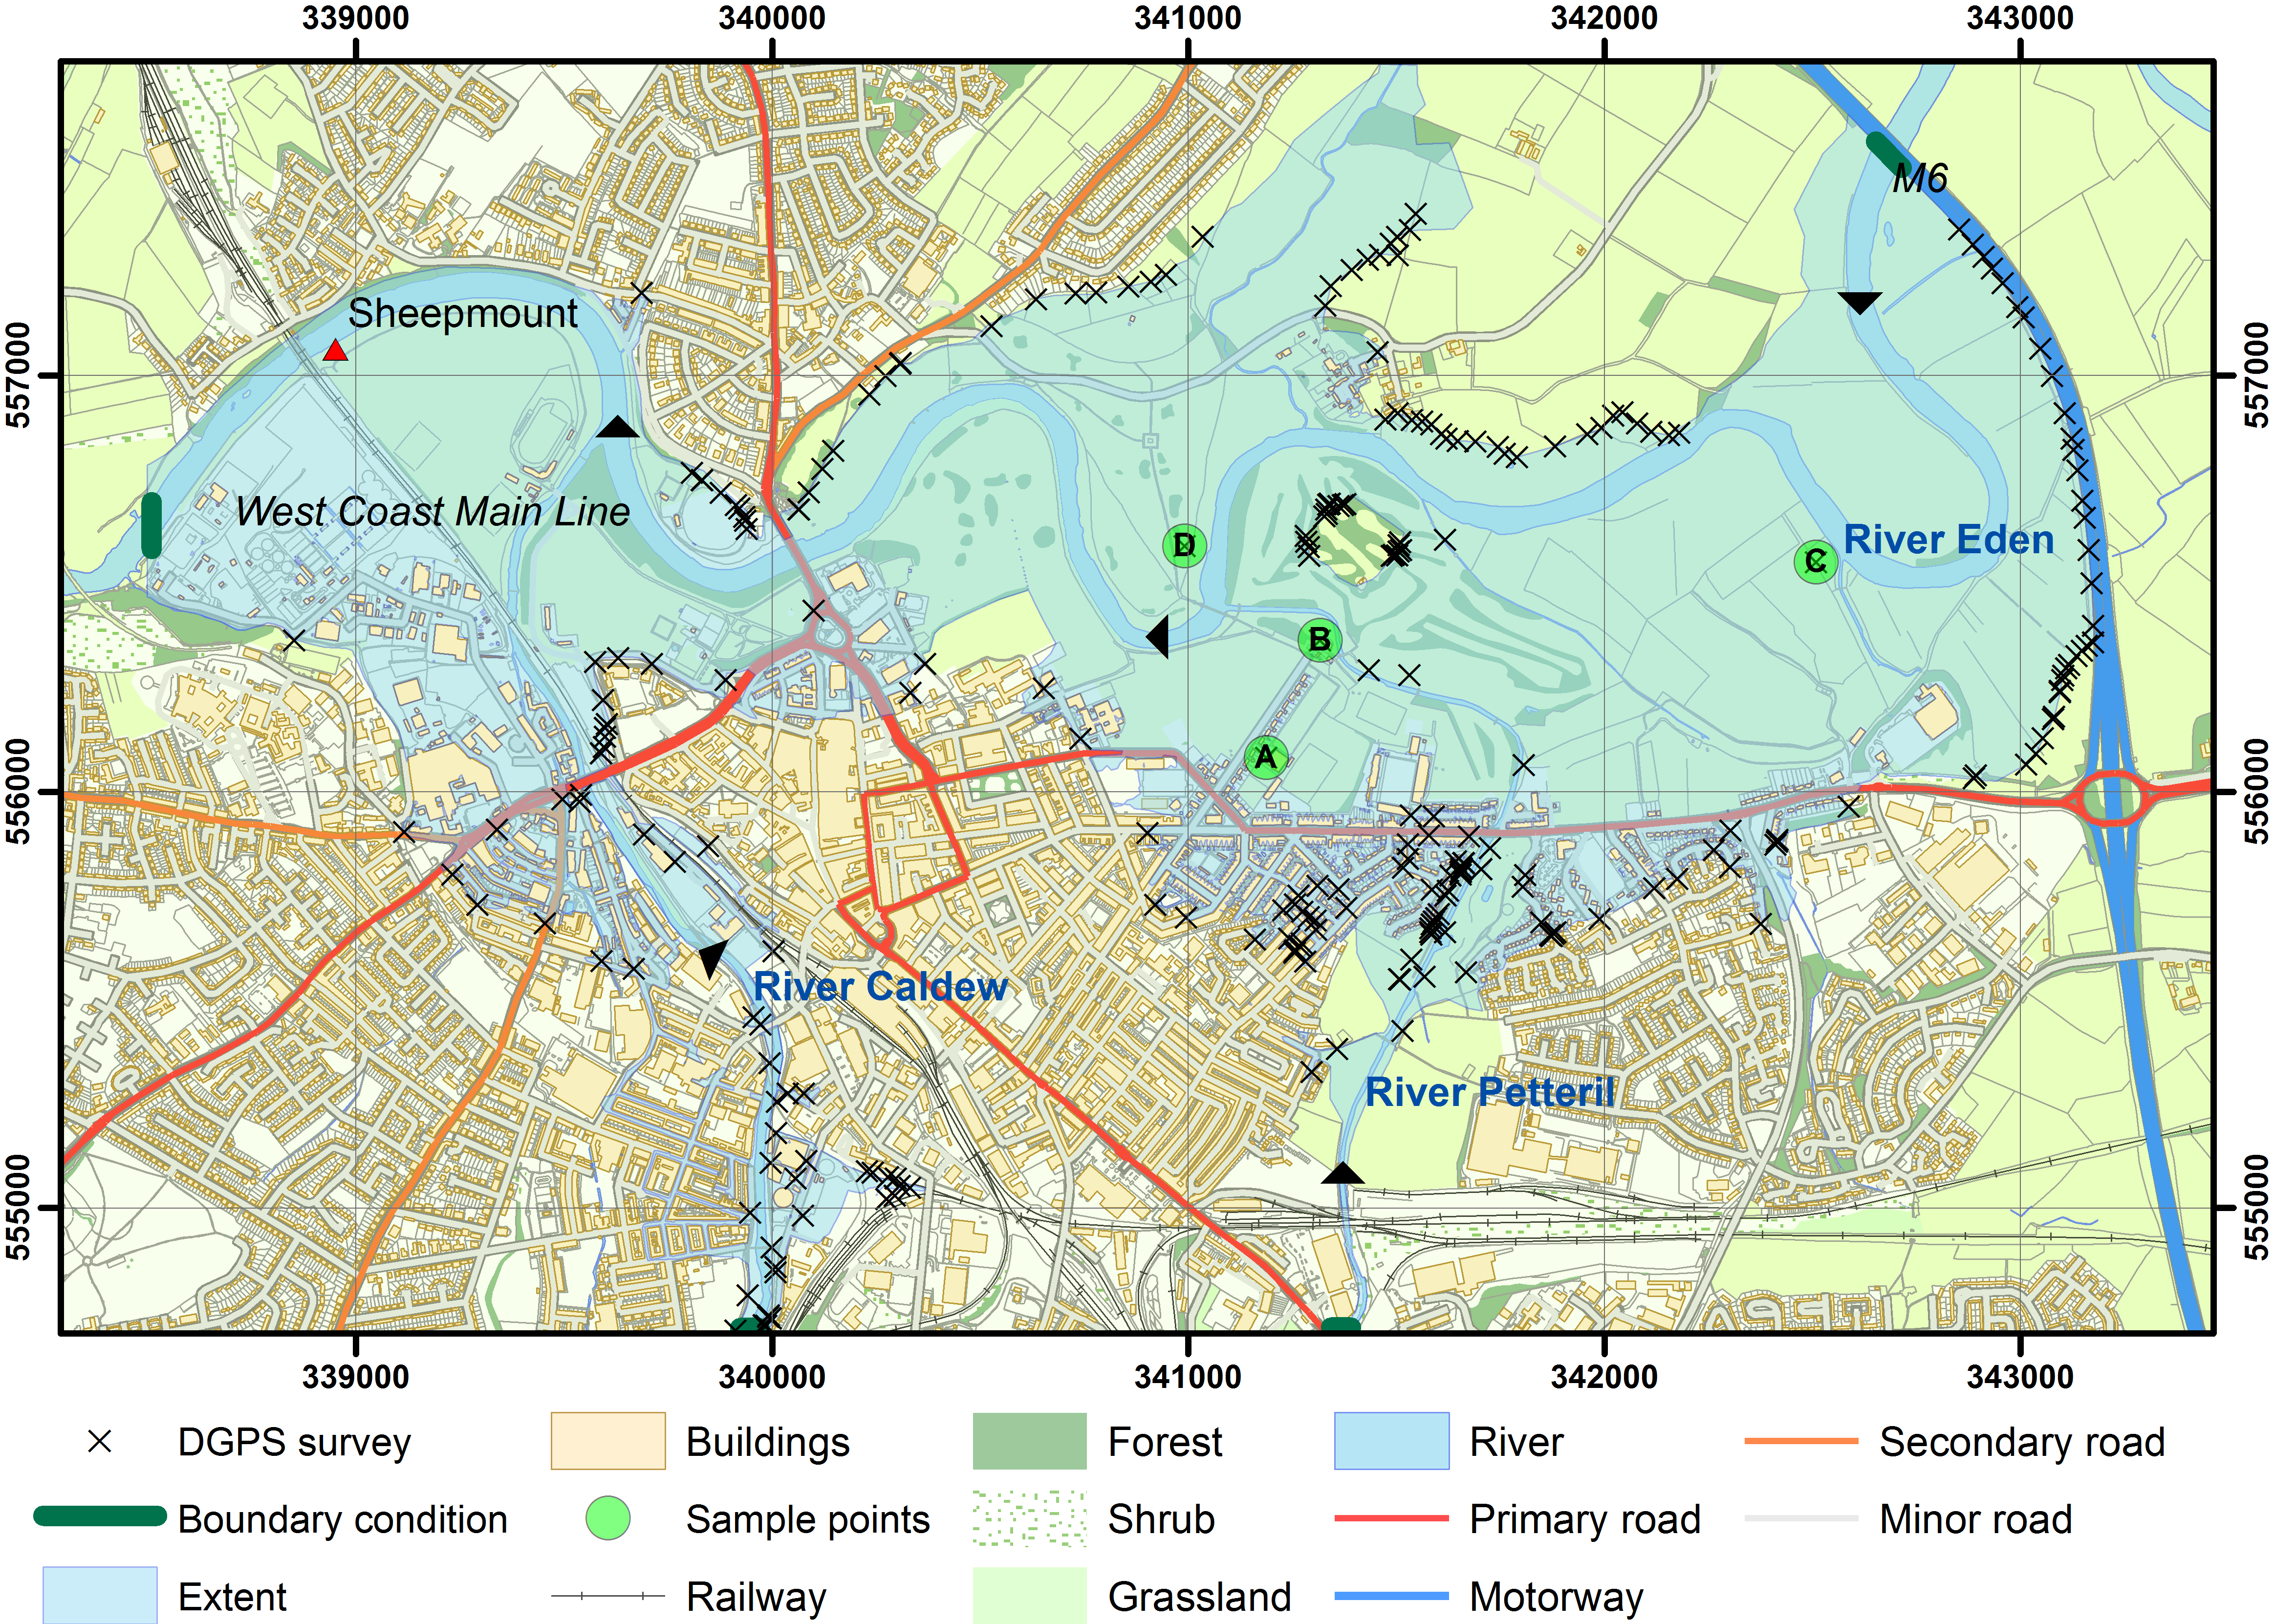 339000 340000 341000 342000 343000
M6
Sheepmount
557000 557000
West Coast Main Line
D
C
River Eden
B
A
556000 556000
River Caldew
River Petteril
555000 555000
339000 340000 341000 342000 343000
DGPS survey Buildings Forest River Secondary road
Boundary condition Sample points Shrub Primary road Minor road
Extent Railway Grassland Motorway